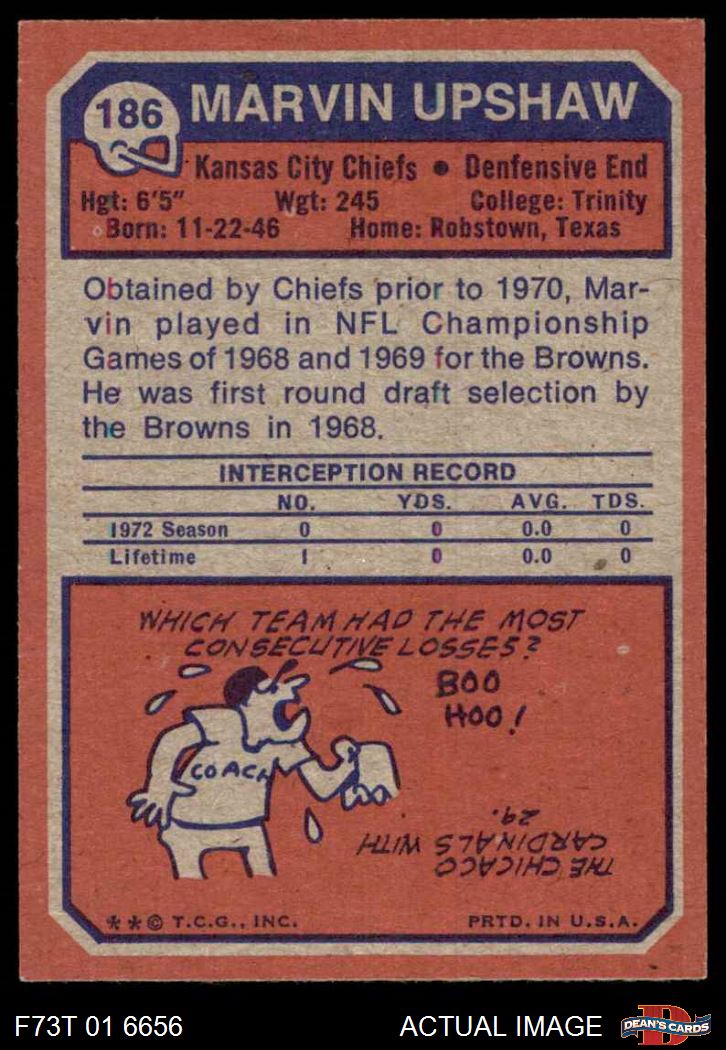 186
MARVIN UPSHAW
Kansas City Chiefs • Denfensive End
Hgt: 6'5" Wgt: 245 College: Trinity
Born: 11-22-46 Home: Robstown, Texas
Obtained by Chiefs prior to 1970, Mar-
vin played in NFL Championship
Games of 1968 and 1969 for the Browns.
He was first round draft selection by
the Browns in 1968.
INTERCEPTION RECORD
NO. YDS. AVG. TDS.
1972 Season 0 0 0.0 0
Lifetime 1 0 0.0 0
WHICH TEAM HAD THE MOST
CONSECUTIVE LOSSES?
BOO
HOO!
COACH
THE CHICAGO
CARDINALS WITH
29.
**© T.C.G., INC. PRTD. IN U.S.A.
F73T 01 6656 ACTUAL IMAGE
D
DEAN'S CARDS